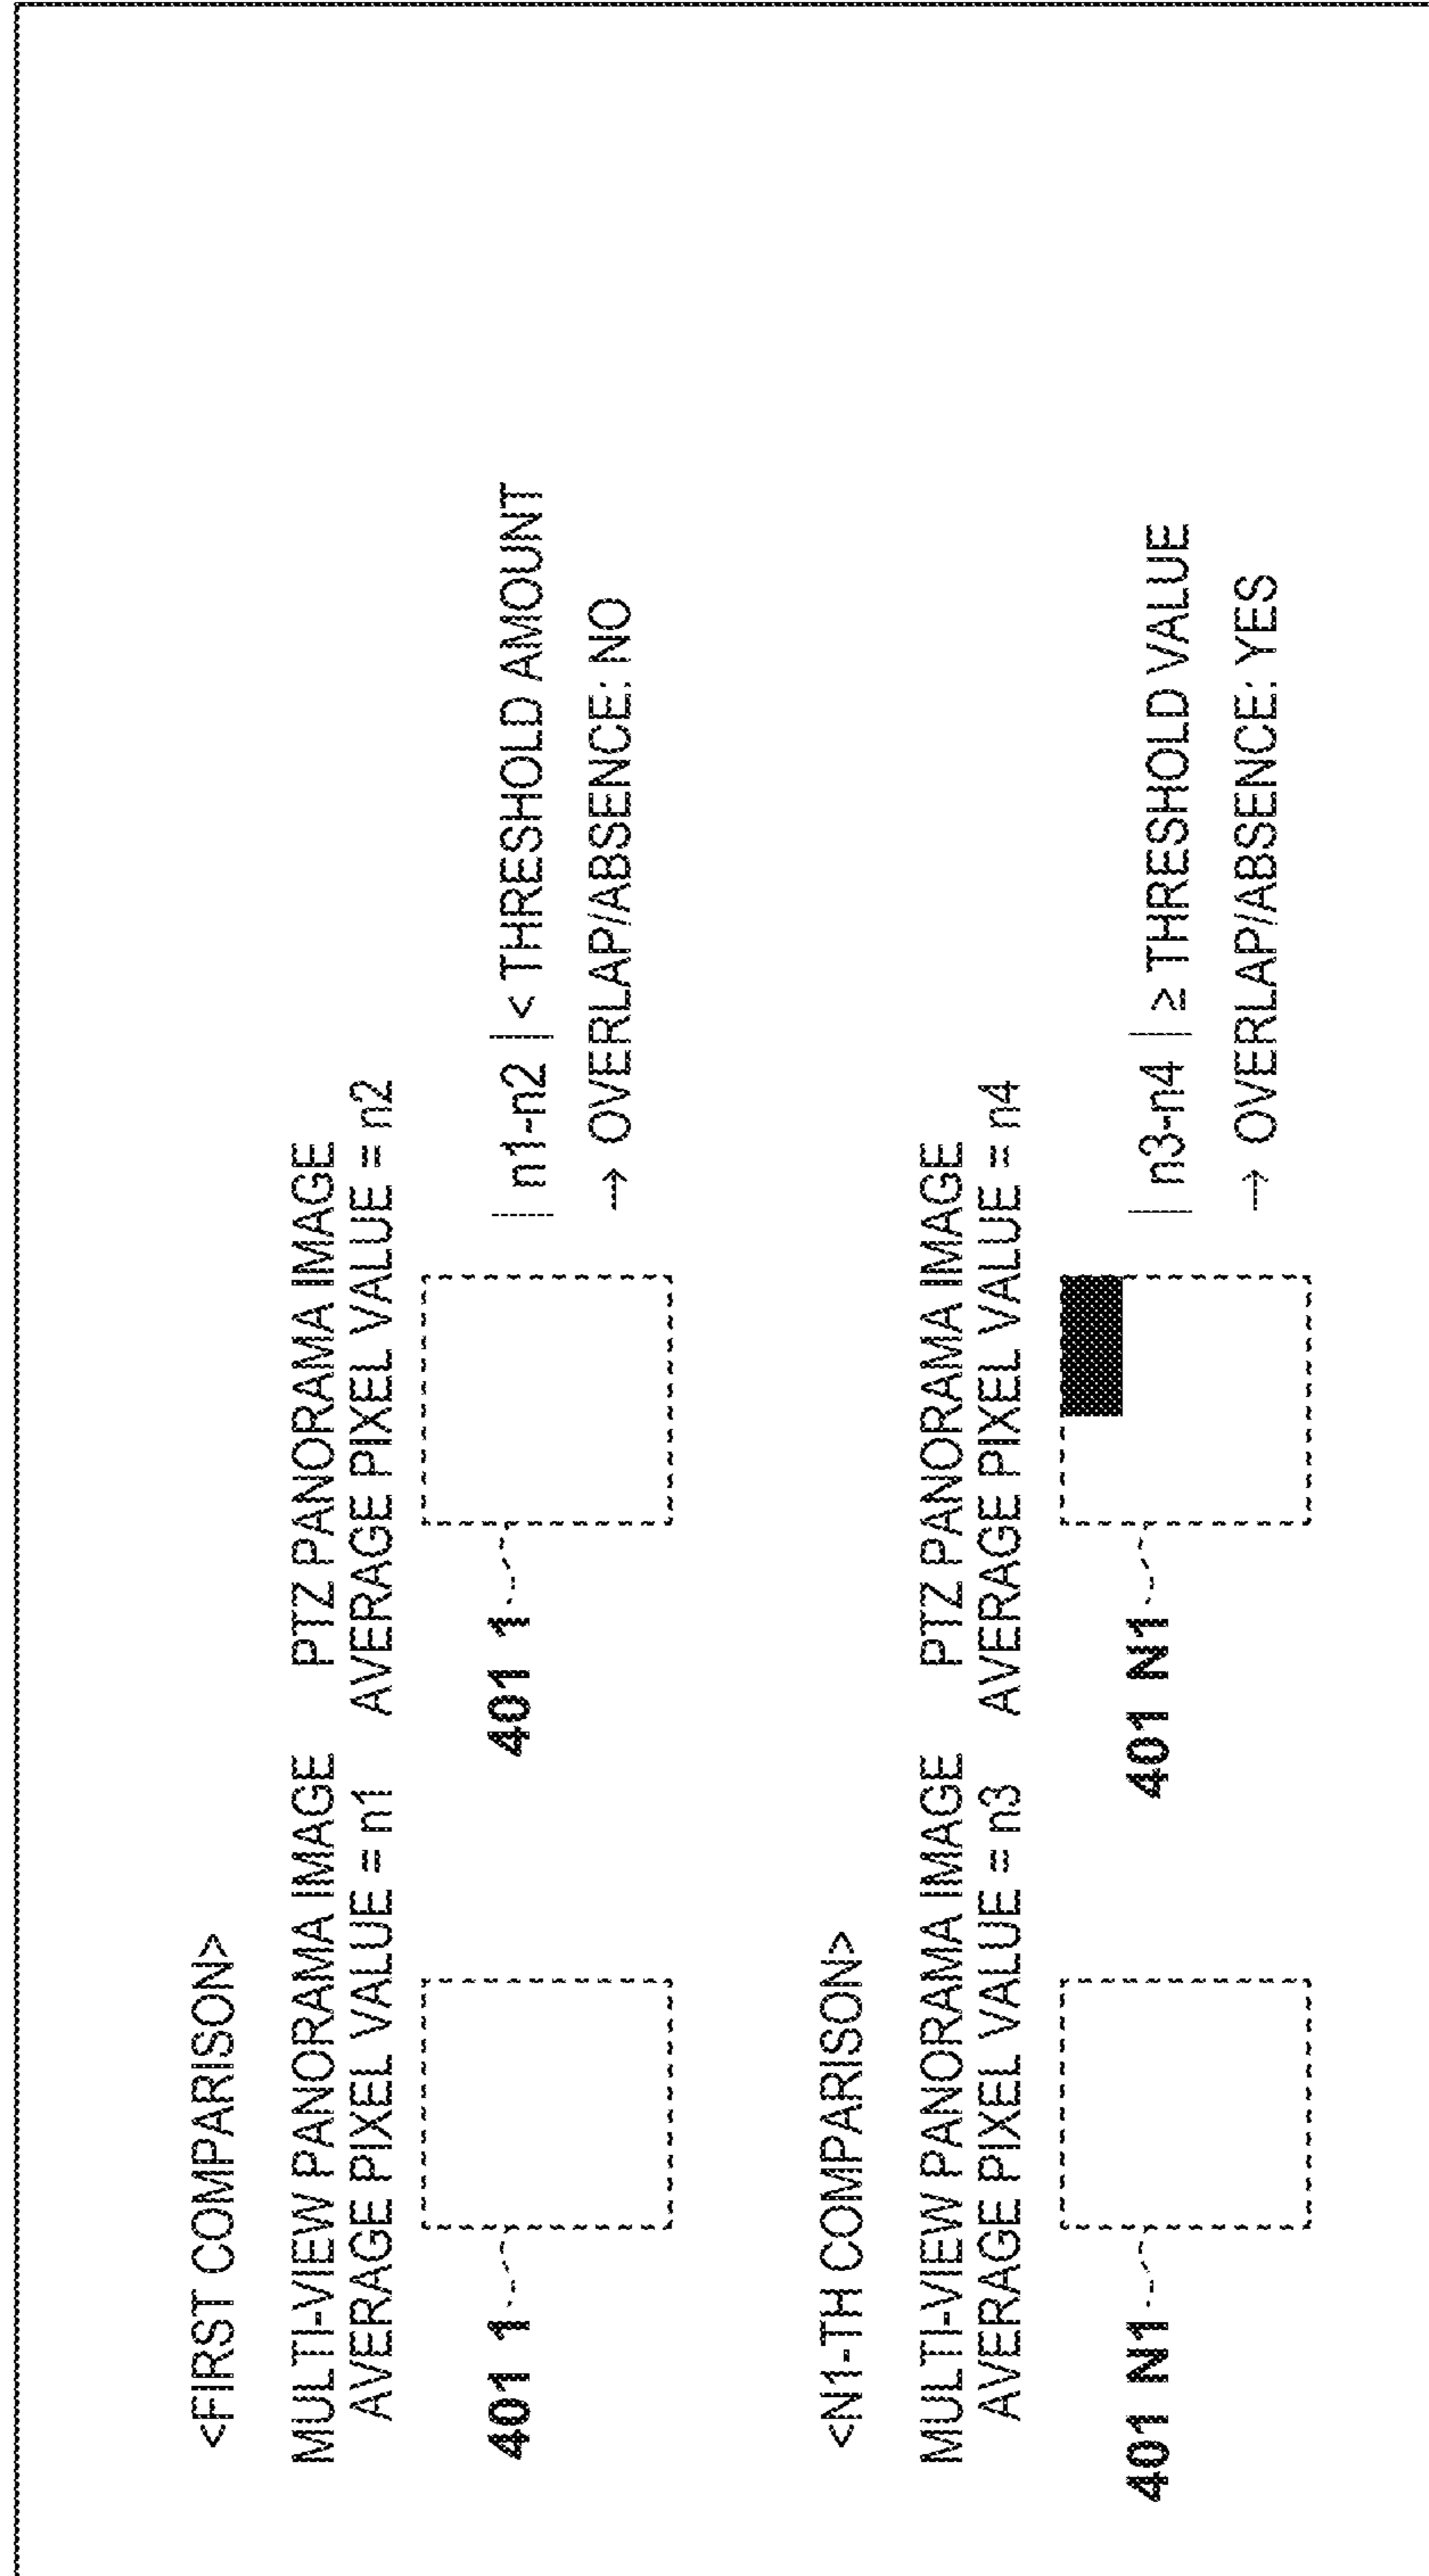 <FIRST COMPARISON>
MULTI-VIEW PANORAMA IMAGE
AVERAGE PIXEL VALUE = n1
PTZ PANORAMA IMAGE
AVERAGE PIXEL VALUE = n2
401 1
401 1
| n1-n2 | < THRESHOLD AMOUNT
→ OVERLAP/ABSENCE: NO
<N1-TH COMPARISON>
MULTI-VIEW PANORAMA IMAGE
AVERAGE PIXEL VALUE = n3
PTZ PANORAMA IMAGE
AVERAGE PIXEL VALUE = n4
401 N1
401 N1
| n3-n4 | ≥ THRESHOLD VALUE
→ OVERLAP/ABSENCE: YES